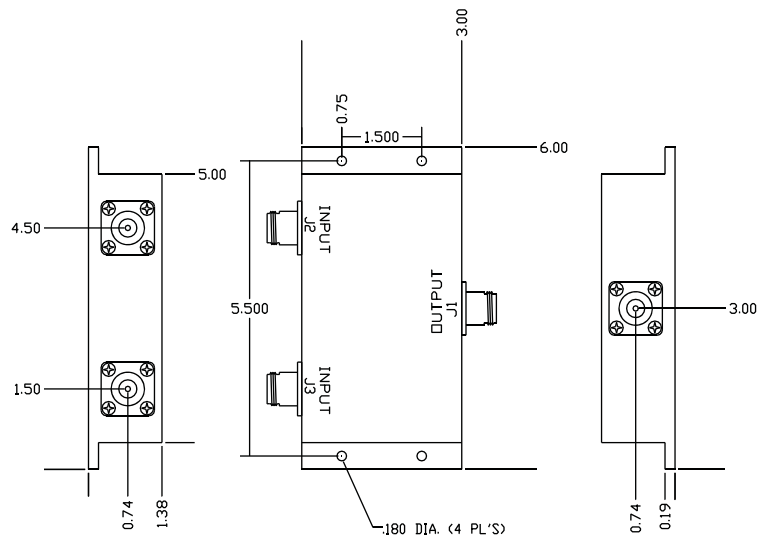 3.00
0.75
1.500
6.00
5.00
4.50
INPUT
J2
5.500
OUTPUT
J1
3.00
1.50
INPUT
J3
0.74
1.38
0.74
0.19
.180 DIA. (4 PL'S)